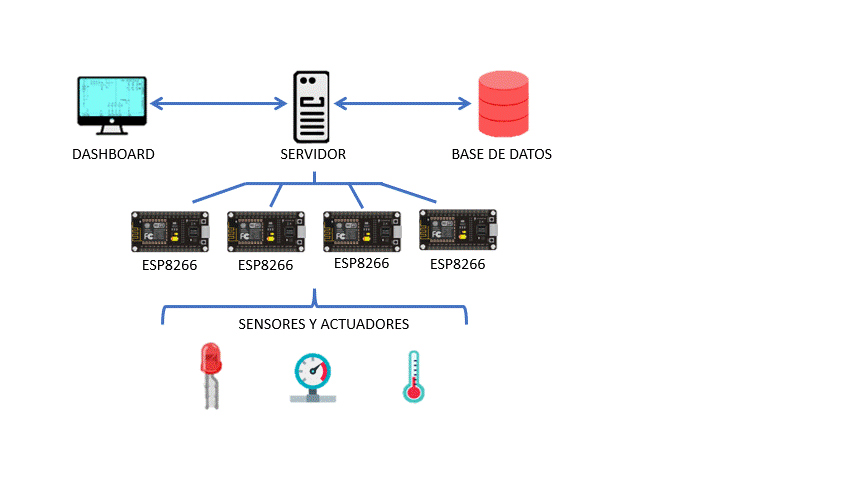 DASHBOARD
SERVIDOR
BASE DE DATOS
ESP8266
ESP8266
ESP8266
ESP8266
SENSORES Y ACTUADORES